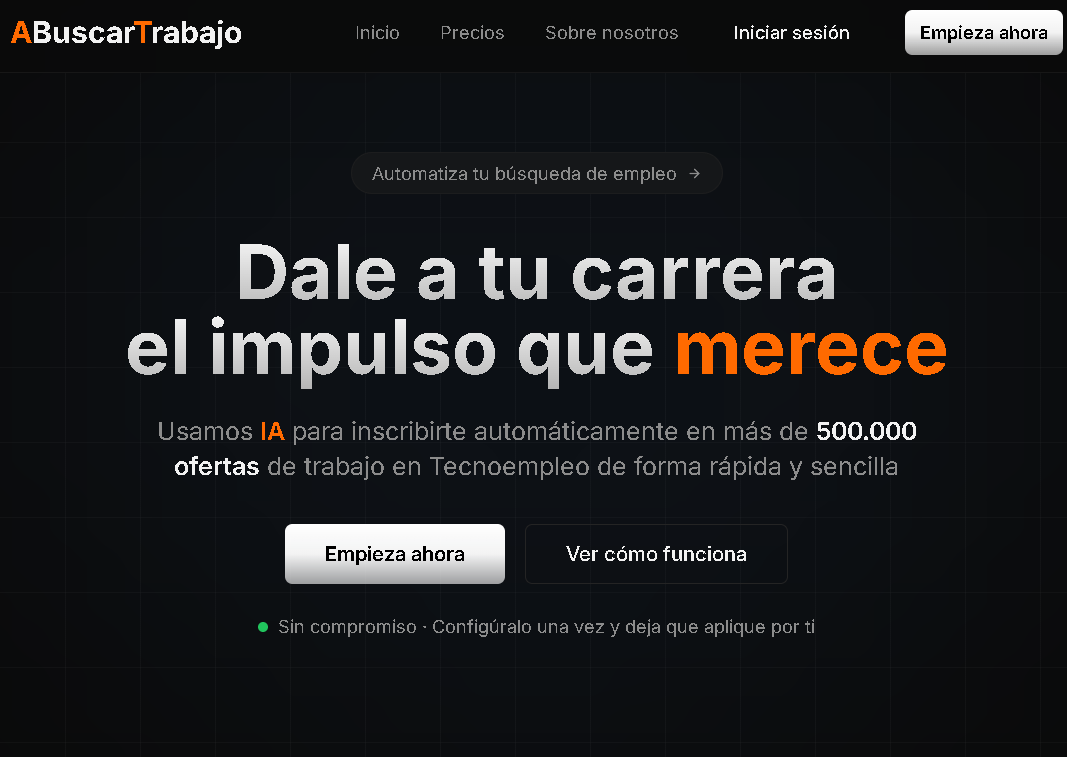 ABuscarTrabajo
Inicio
Precios
Sobre nosotros
Iniciar sesión
Empieza ahora
Automatiza tu búsqueda de empleo →
Dale a tu carrera
el impulso que merece
Usamos IA para inscribirte automáticamente en más de 500.000
ofertas de trabajo en Tecnoempleo de forma rápida y sencilla
Empieza ahora
Ver cómo funciona
Sin compromiso · Configúralo una vez y deja que aplique por ti